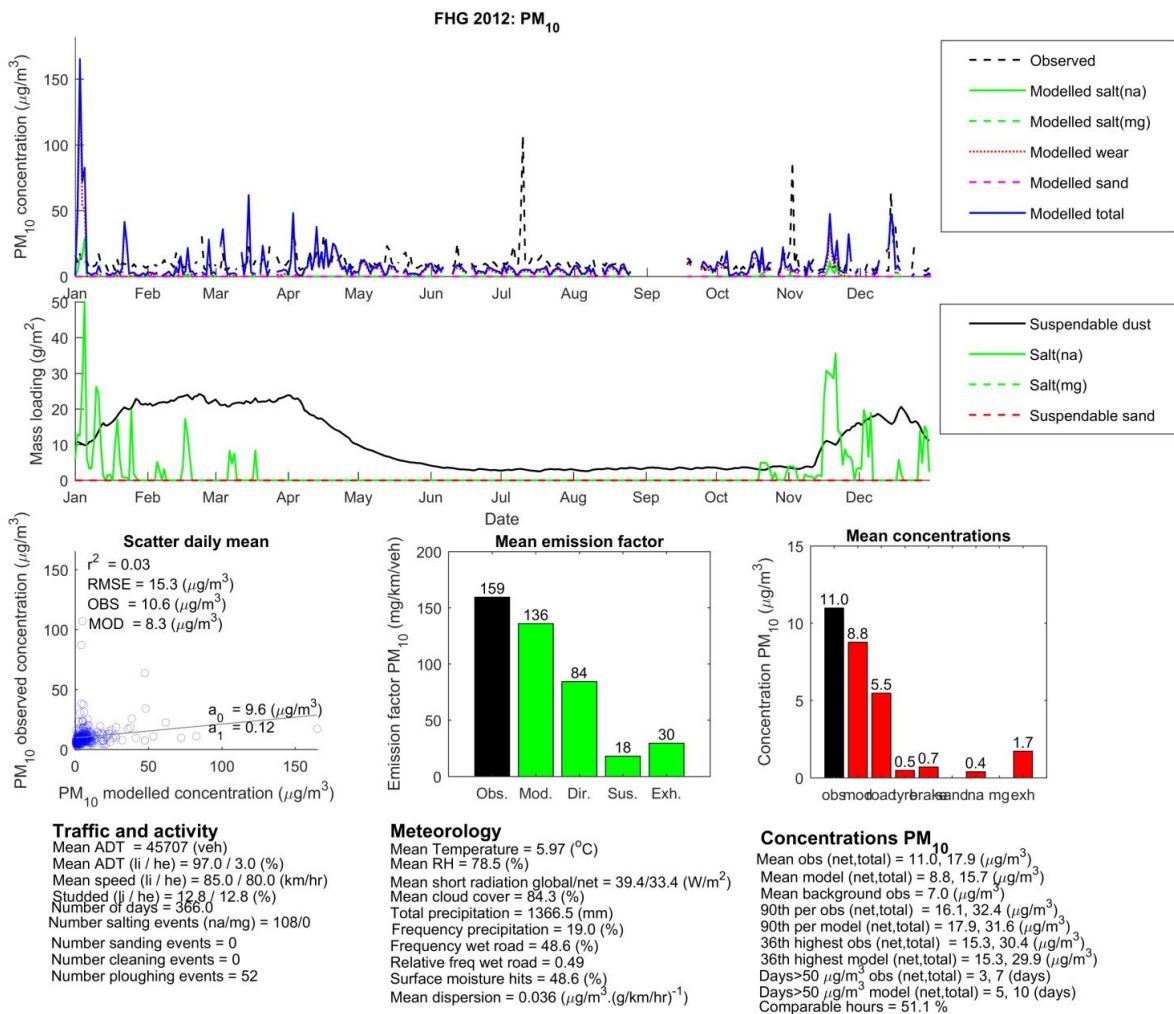 FHG 2012: PM10
PM10 concentration (μg/m3)
150
100
50
0
Jan Feb Mar Apr May Jun Jul Aug Sep Oct Nov Dec
Observed
Modelled salt(na)
Modelled salt(mg)
Modelled wear
Modelled sand
Modelled total
Mass loading (g/m2)
50
40
30
20
10
0
Jan Feb Mar Apr May Jun Jul Aug Sep Oct Nov Dec
Date
Suspendable dust
Salt(na)
Salt(mg)
Suspendable sand
Scatter daily mean
PM10 observed concentration (μg/m3)
150
100
50
0
r2 = 0.03
RMSE = 15.3 (μg/m3)
OBS = 10.6 (μg/m3)
MOD = 8.3 (μg/m3)
a0 = 9.6 (μg/m3)
a1 = 0.12
0 50 100 150
PM10 modelled concentration (μg/m3)
Mean emission factor
Emission factor PM10 (mg/km/veh)
200
150
100
50
0
159
136
84
18
30
Obs. Mod. Dir. Sus. Exh.
Mean concentrations
Concentration PM10 (μg/m3)
15
10
5
0
11.0
8.8
5.5
0.5
0.7
0.4
1.7
obs mod road tyre brake sand na mg exh
Traffic and activity
Mean ADT = 45707 (veh)
Mean ADT (li / he) = 97.0 / 3.0 (%)
Mean speed (li / he) = 85.0 / 80.0 (km/hr)
Studded (li / he) = 12.8 / 12.8 (%)
Number of days = 366.0
Number salting events (na/mg) = 108/0
Number sanding events = 0
Number cleaning events = 0
Number ploughing events = 52
Meteorology
Mean Temperature = 5.97 (oC)
Mean RH = 78.5 (%)
Mean short radiation global/net = 39.4/33.4 (W/m2)
Mean cloud cover = 84.3 (%)
Total precipitation = 1366.5 (mm)
Frequency precipitation = 19.0 (%)
Frequency wet road = 48.6 (%)
Relative freq wet road = 0.49
Surface moisture hits = 48.6 (%)
Mean dispersion = 0.036 (μg/m3.(g/km/hr)-1)
Concentrations PM10
Mean obs (net,total) = 11.0, 17.9 (μg/m3)
Mean model (net,total) = 8.8, 15.7 (μg/m3)
Mean background obs = 7.0 (μg/m3)
90th per obs (net,total) = 16.1, 32.4 (μg/m3)
90th per model (net,total) = 17.9, 31.6 (μg/m3)
36th highest obs (net,total) = 15.3, 30.4 (μg/m3)
36th highest model (net,total) = 15.3, 29.9 (μg/m3)
Days>50 μg/m3 obs (net,total) = 3, 7 (days)
Days>50 μg/m3 model (net,total) = 5, 10 (days)
Comparable hours = 51.1 %